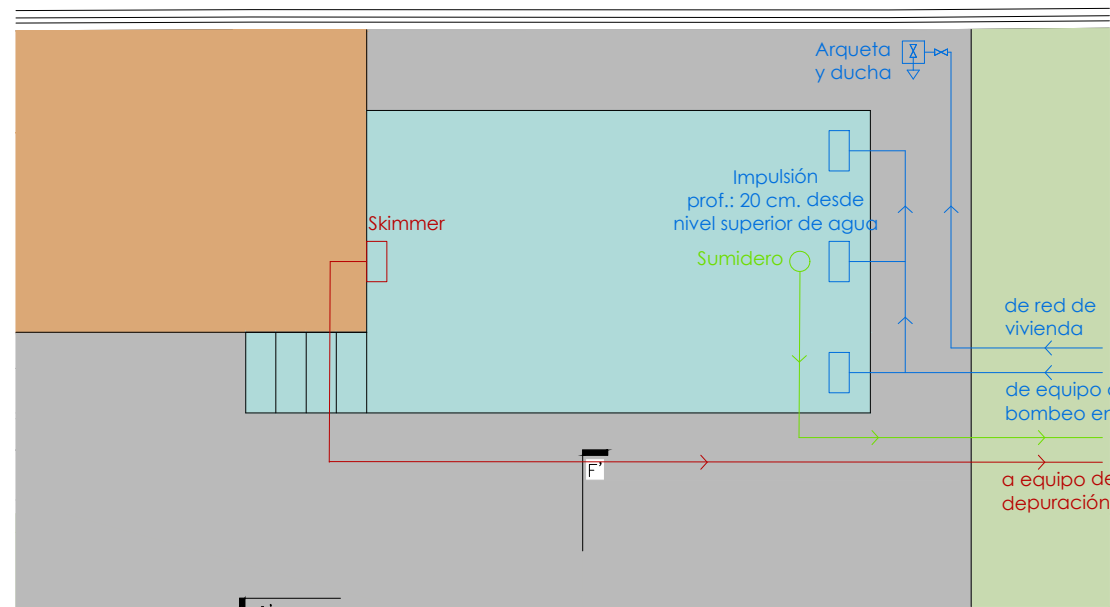 Arqueta
y ducha
Impulsión
prof.: 20 cm. desde
nivel superior de agua
Skimmer
Sumidero
de red de
vivienda
de equipo
bombeo
F'
a equipo de
depuración